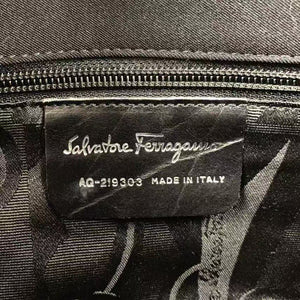 Salvatore Ferragamo
AQ-219303 MADE IN ITALY